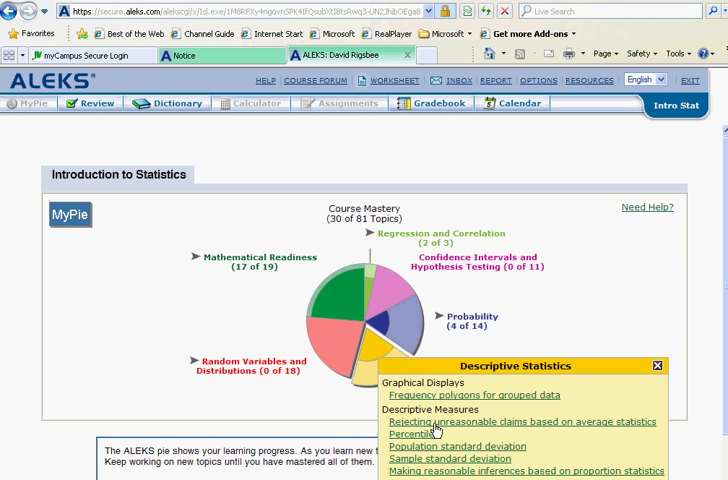 https://secure.aleks.com/alekscgi/x/Isl.exe/
Live Search
Favorites Best of the Web Channel Guide Internet Start Microsoft RealPlayer Microsoft Get more Add-ons
myCampus Secure Login Notice ALEKS: David Rigsbee Page Safety Tools
ALEKS HELP COURSE FORUM WORKSHEET INBOX REPORT OPTIONS RESOURCES English EXIT
MyPie Review Dictionary Calculator Assignments Gradebook Calendar Intro Stat
Introduction to Statistics
MyPie
Need Help?
Course Mastery
(30 of 81 Topics)
Regression and Correlation
(2 of 3)
Mathematical Readiness
(17 of 19)
Confidence Intervals and
Hypothesis Testing (0 of 11)
Probability
(4 of 14)
Random Variables and
Distributions (0 of 18)
Descriptive Statistics
Graphical Displays
Frequency polygons for grouped data
Descriptive Measures
Rejecting unreasonable claims based on average statistics
Population standard deviation
Sample standard deviation
Making reasonable inferences based on proportion statistics
The ALEKS pie shows your learning progress. As you learn new
Keep working on new topics until you have mastered all of them.